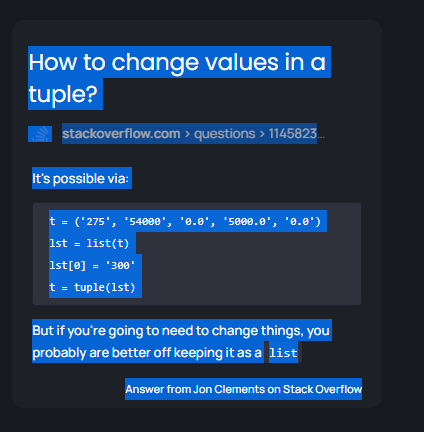 How to change values in a
tuple?
stackoverflow.com › questions › 1145823...
It's possible via:
t = ('275', '54000', '0.0', '5000.0', '0.0')
lst = list(t)
lst[0] = '300'
t = tuple(lst)
But if you're going to need to change things, you
probably are better off keeping it as a list
Answer from Jon Clements on Stack Overflow